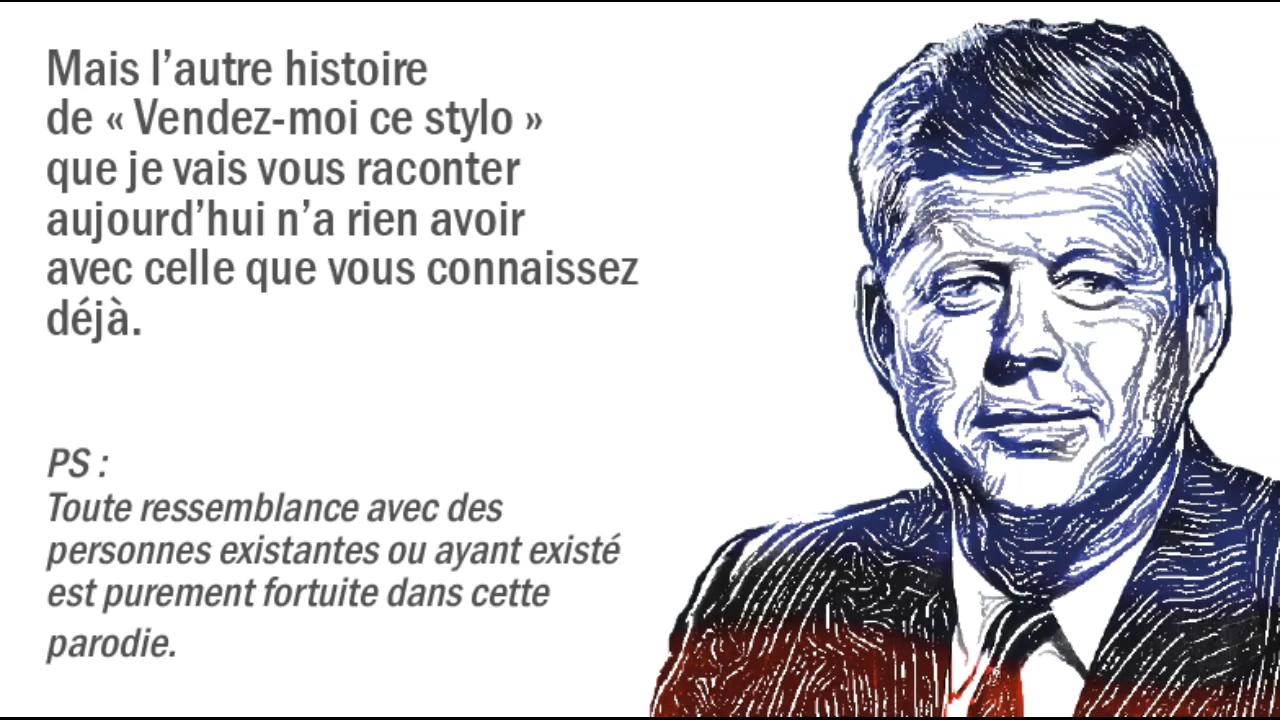 Mais l’autre histoire
de « Vendez-moi ce stylo »
que je vais vous raconter
aujourd’hui n’a rien avoir
avec celle que vous connaissez
déjà.
PS :
Toute ressemblance avec des
personnes existantes ou ayant existé
est purement fortuite dans cette
parodie.